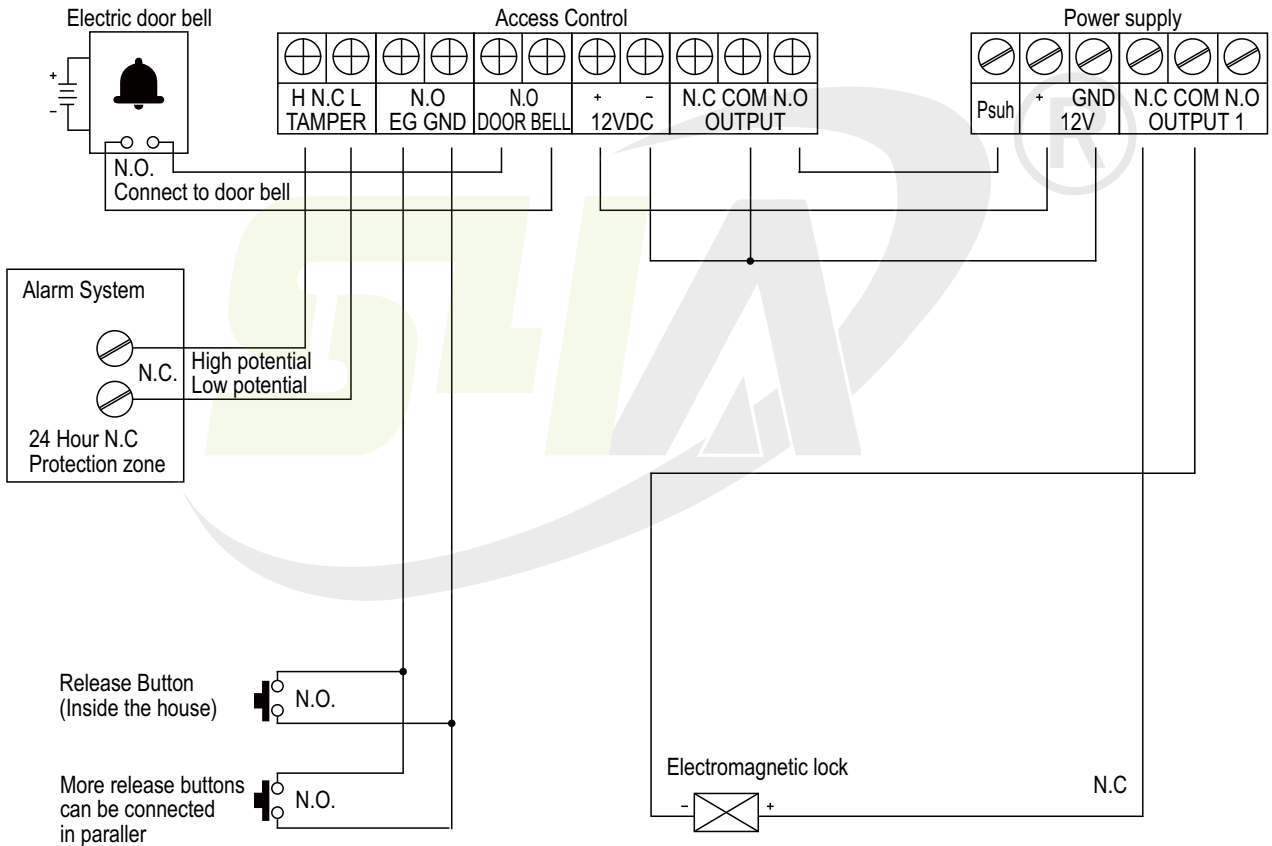 Electric door bell
Access Control
Power supply
+
−
H N.C L
TAMPER
N.O
EG GND
N.O
DOOR BELL
+ −
12VDC
N.C COM N.O
OUTPUT
Psuh
+ GND
12V
N.C COM N.O
OUTPUT 1
®
N.O.
Connect to door bell
Alarm System
N.C.
High potential
Low potential
24 Hour N.C
Protection zone
S4A
Release Button
(Inside the house)
N.O.
More release buttons
can be connected
in paraller
N.O.
Electromagnetic lock
− +
N.C